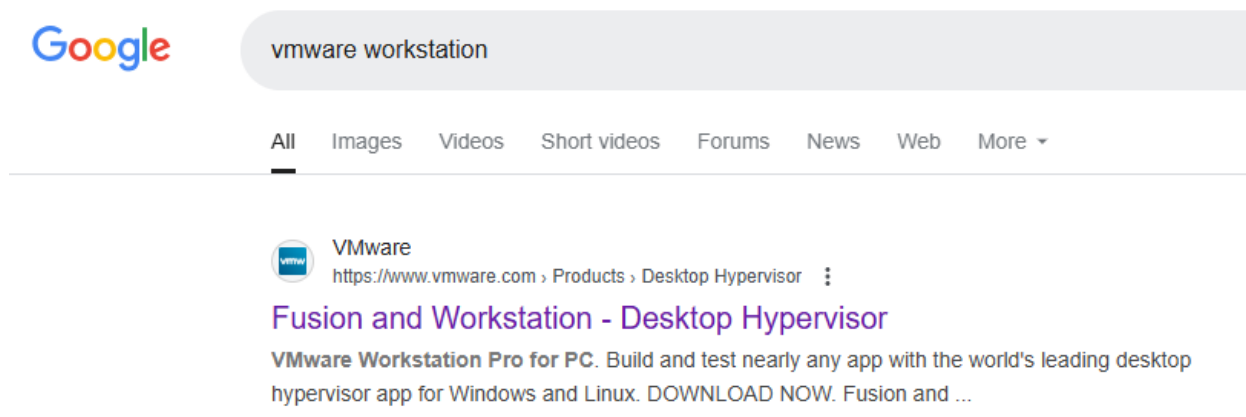 Google
vmware workstation
All Images Videos Short videos Forums News Web More
vmw
VMware
https://www.vmware.com › Products › Desktop Hypervisor
Fusion and Workstation - Desktop Hypervisor
VMware Workstation Pro for PC. Build and test nearly any app with the world's leading desktop
hypervisor app for Windows and Linux. DOWNLOAD NOW. Fusion and ...